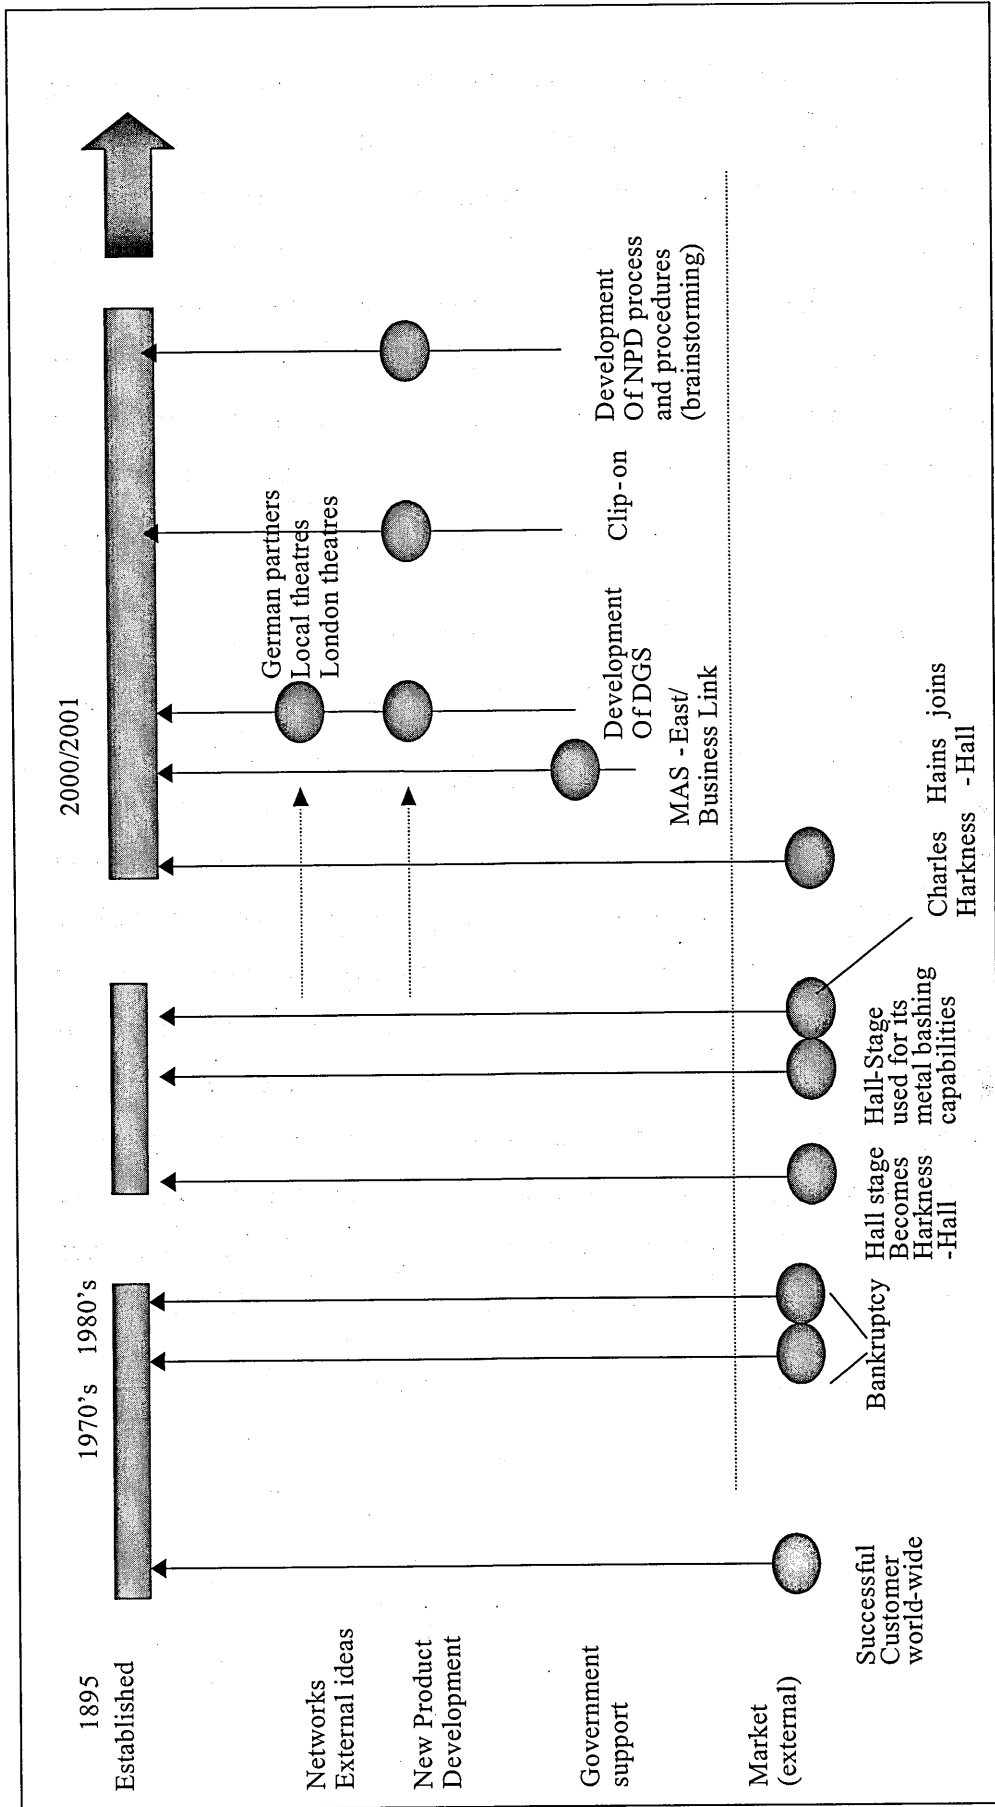 1895
Established
1970's
1980's
2000/2001
Networks
External ideas
New Product
Development
Government
support
Market
(external)
German partners
Local theatres
London theatres
Development
Of DGS
MAS - East/
Business Link
Clip-on
Development
Of NPD process
and procedures
(brainstorming)
Successful
Customer
world-wide
Bankruptcy
Hall stage
Becomes
Harkness
-Hall
Hall-Stage
used for its
metal bashing
capabilities
Charles Hains joins
Harkness -Hall